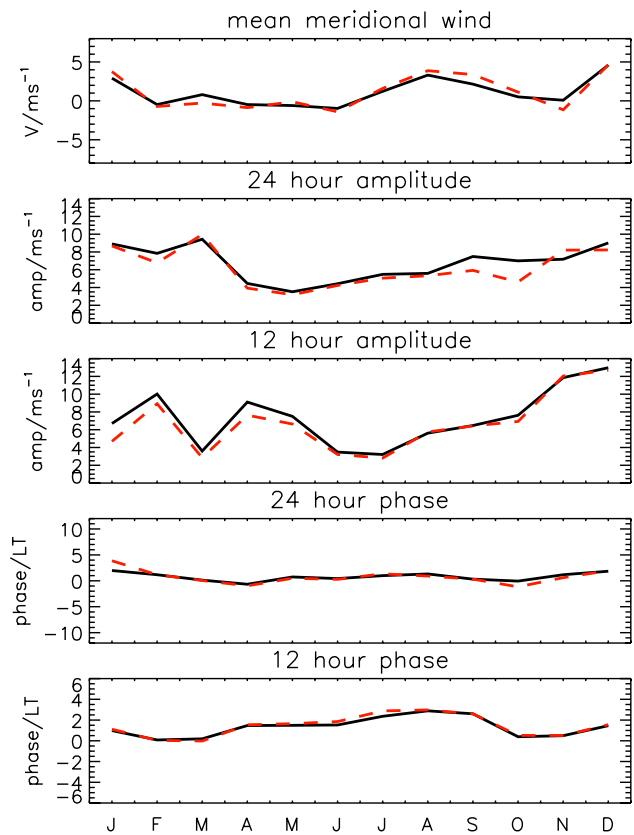 mean meridional wind
5
0
−5
V/ms⁻¹
24 hour amplitude
14
12
10
8
6
4
2
0
amp/ms⁻¹
12 hour amplitude
14
12
10
8
6
4
2
0
amp/ms⁻¹
24 hour phase
10
5
0
−5
−10
phase/LT
12 hour phase
6
4
2
0
−2
−4
−6
phase/LT
J F M A M J J A S O N D